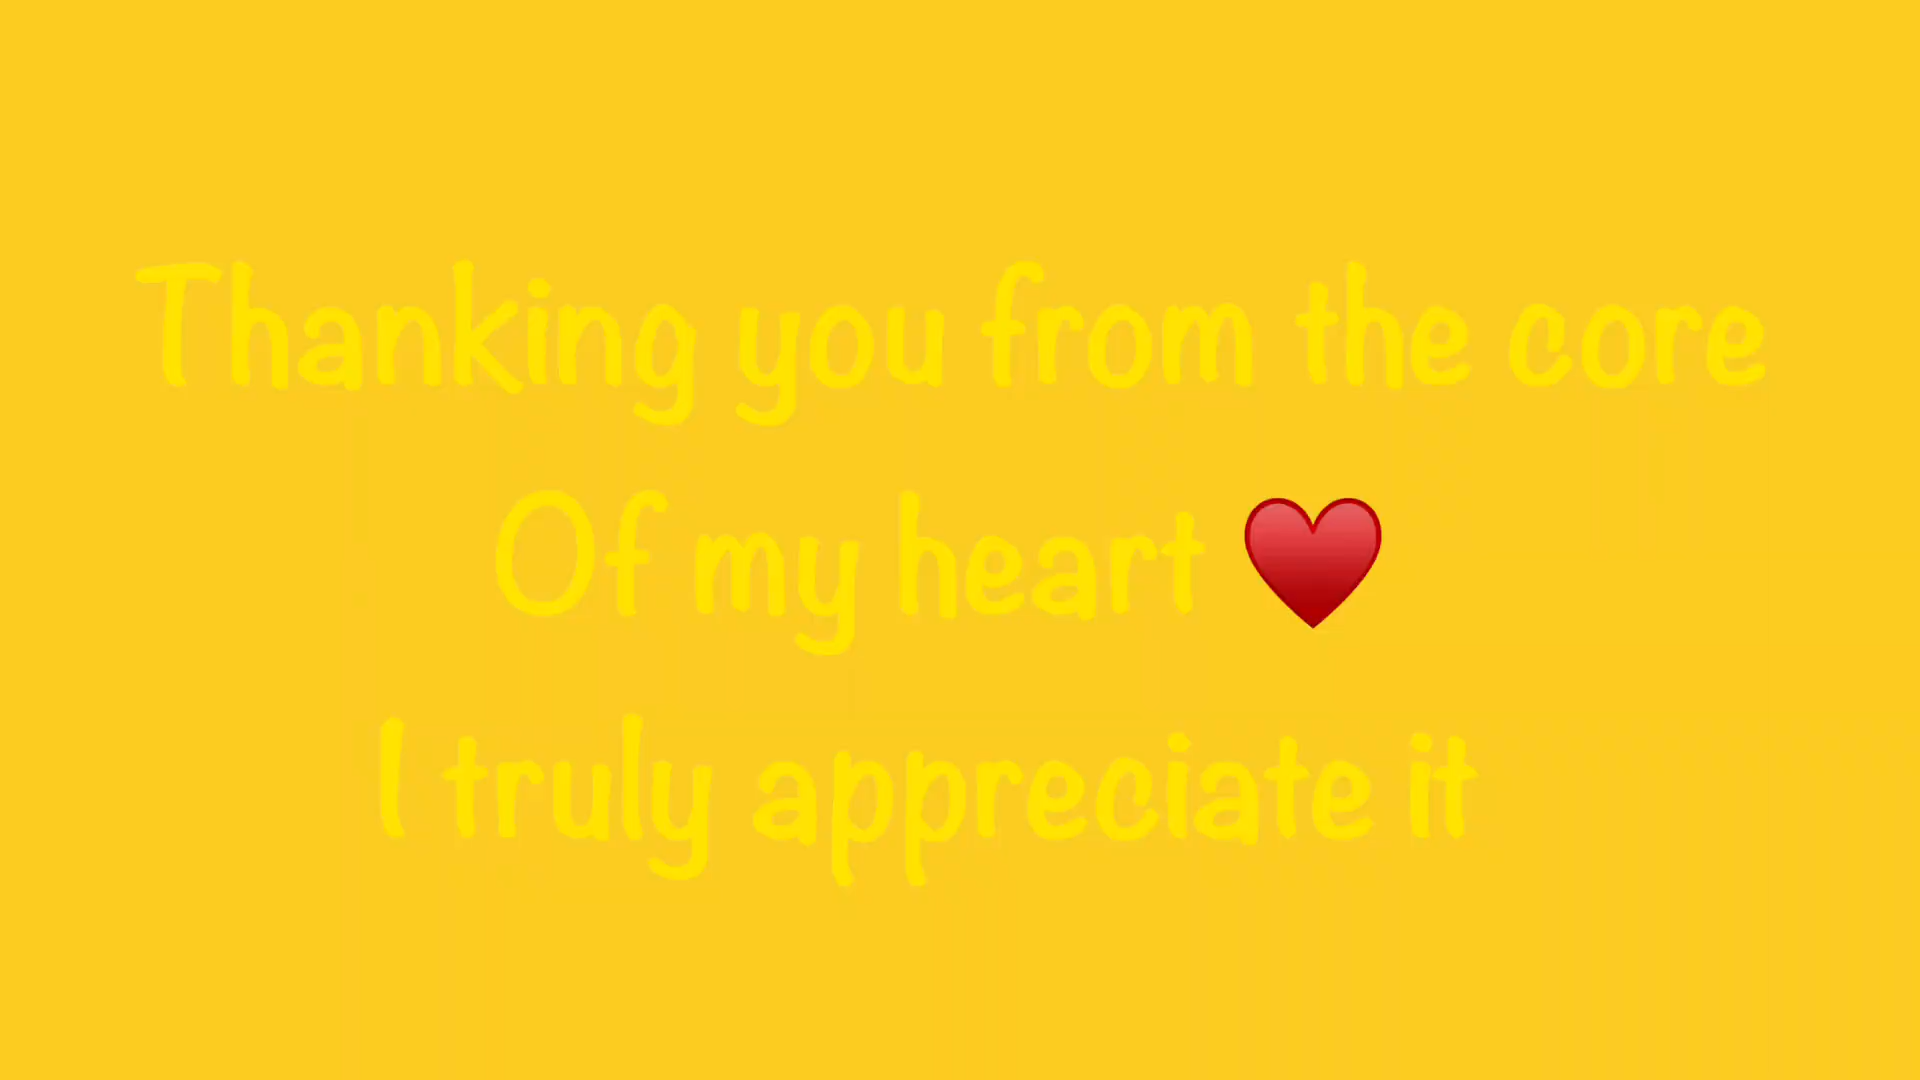 Thanking you from the core
Of my heart ♥️
I truly appreciate it